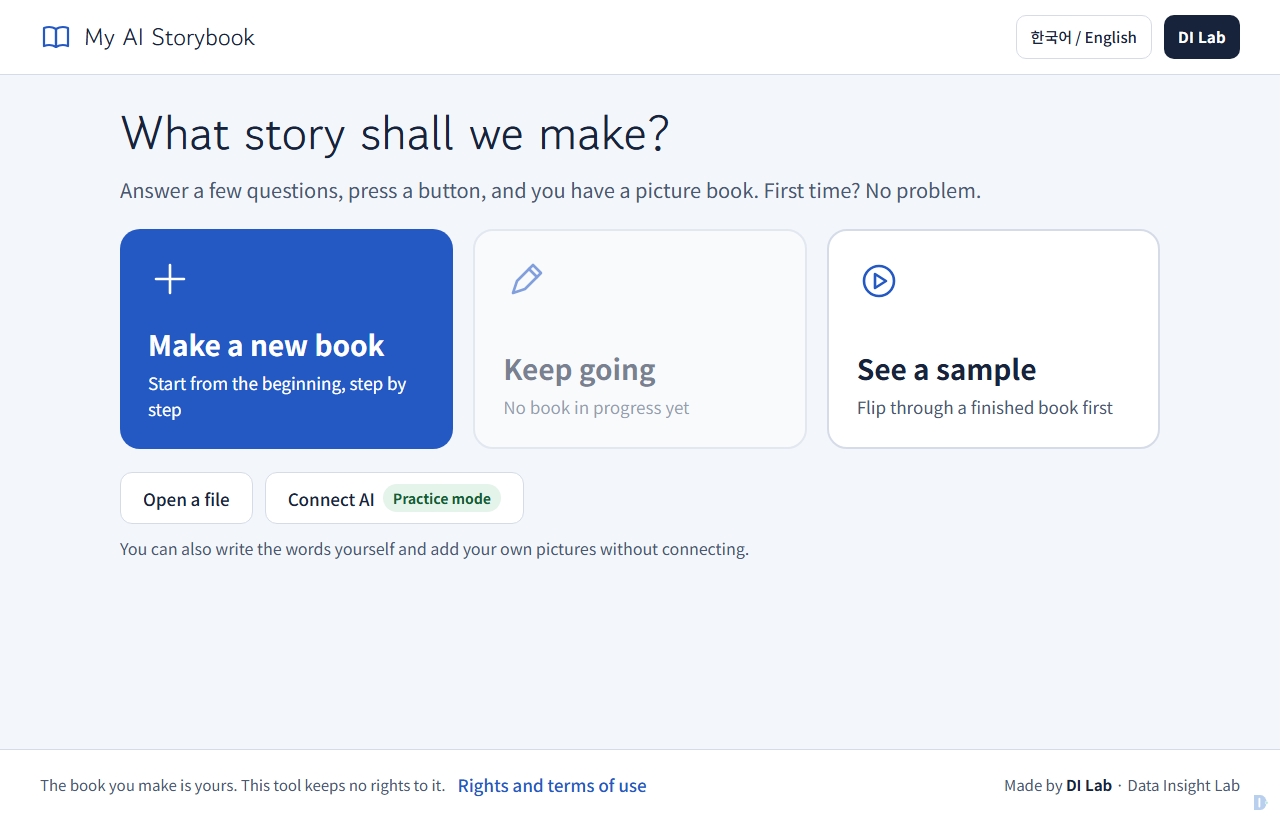 My AI Storybook
한국어 / English
DI Lab
What story shall we make?
Answer a few questions, press a button, and you have a picture book. First time? No problem.
Make a new book
Start from the beginning, step by
step
Keep going
No book in progress yet
See a sample
Flip through a finished book first
Open a file
Connect AI
Practice mode
You can also write the words yourself and add your own pictures without connecting.
The book you make is yours. This tool keeps no rights to it.
Rights and terms of use
Made by DI Lab · Data Insight Lab